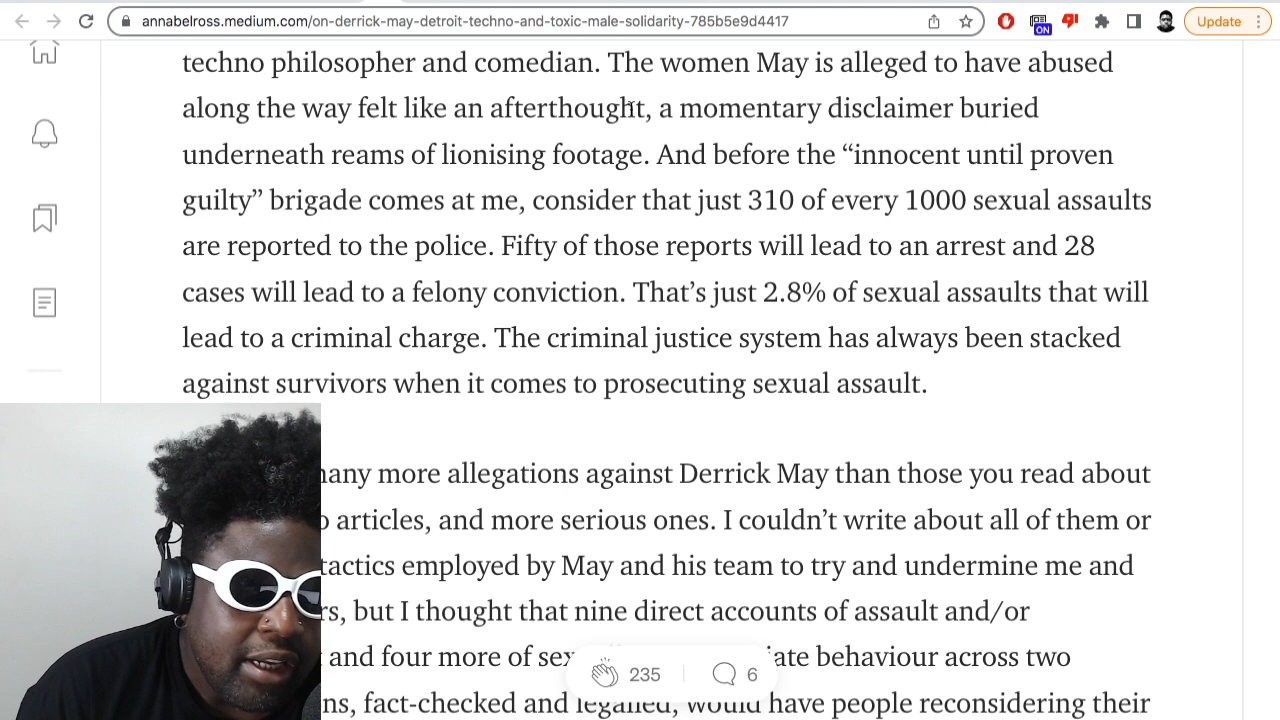 annabelross.medium.com/on-derrick-may-detroit-techno-and-toxic-male-solidarity-785b5e9d4417
ON
Update
techno philosopher and comedian. The women May is alleged to have abused
along the way felt like an afterthought, a momentary disclaimer buried
underneath reams of lionising footage. And before the “innocent until proven
guilty” brigade comes at me, consider that just 310 of every 1000 sexual assaults
are reported to the police. Fifty of those reports will lead to an arrest and 28
cases will lead to a felony conviction. That’s just 2.8% of sexual assaults that will
lead to a criminal charge. The criminal justice system has always been stacked
against survivors when it comes to prosecuting sexual assault.
more allegations against Derrick May than those you read about
articles, and more serious ones. I couldn’t write about all of them or
tactics employed by May and his team to try and undermine me and
but I thought that nine direct accounts of assault and/or
and four more of behaviour across two
fact-checked and legalled, would have people reconsidering their
235
6